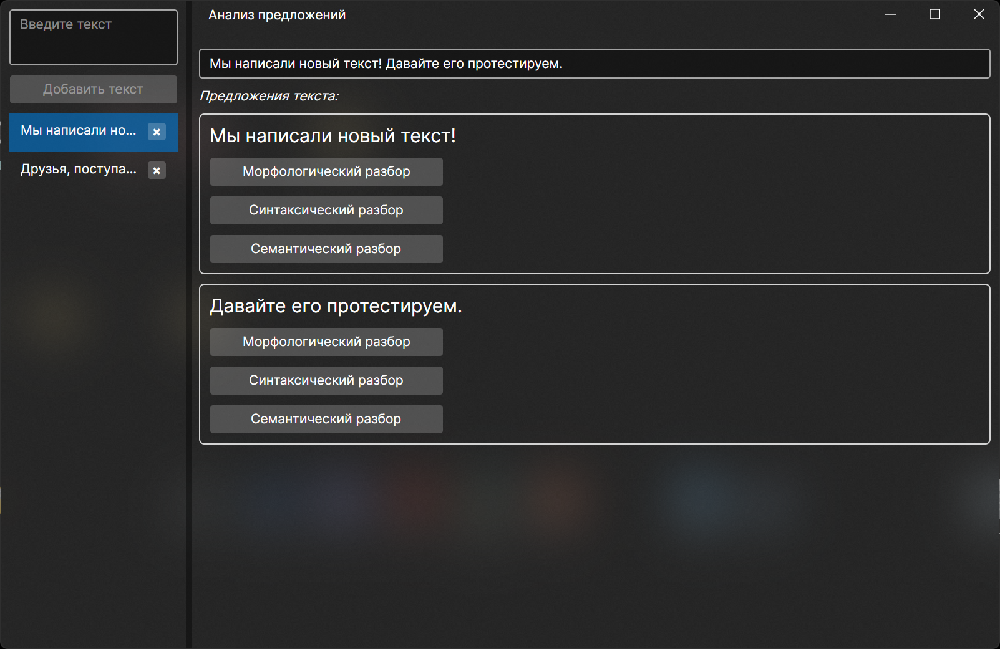 Введите текст
Добавить текст
Мы написали но...
Друзья, поступа...
Анализ предложений
Мы написали новый текст! Давайте его протестируем.
Предложения текста:
Мы написали новый текст!
Морфологический разбор
Синтаксический разбор
Семантический разбор
Давайте его протестируем.
Морфологический разбор
Синтаксический разбор
Семантический разбор